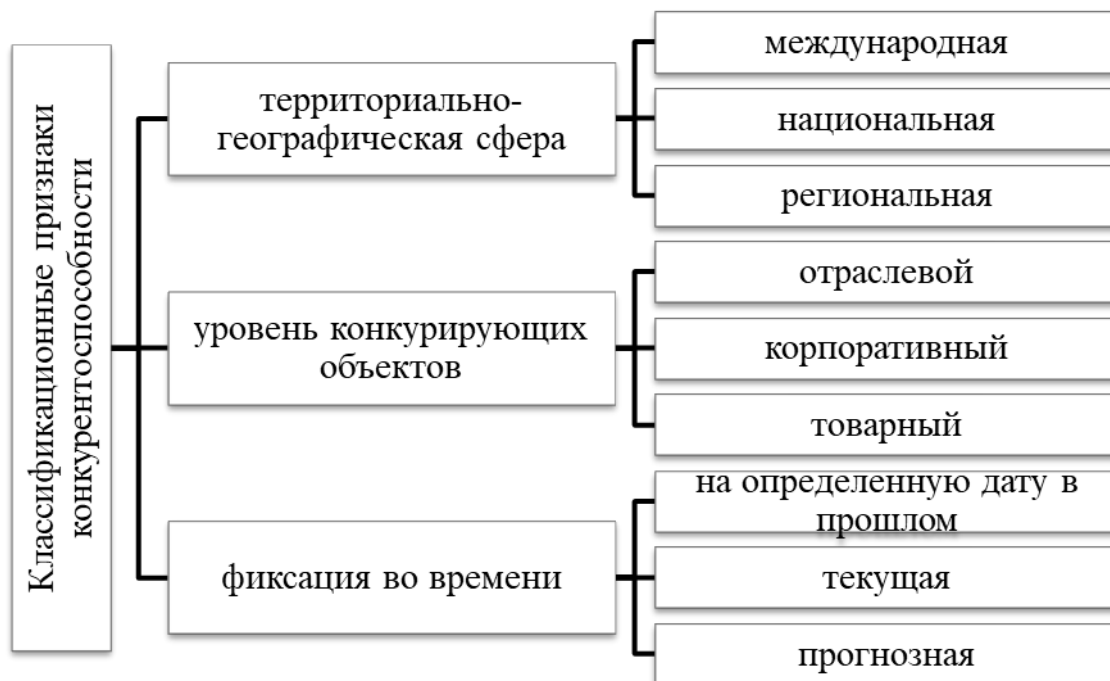 Классификационные признаки
конкурентоспособности
территориально-
географическая сфера
международная
национальная
региональная
уровень конкурирующих
объектов
отраслевой
корпоративный
товарный
фиксация во времени
на определенную дату в
прошлом
текущая
прогнозная